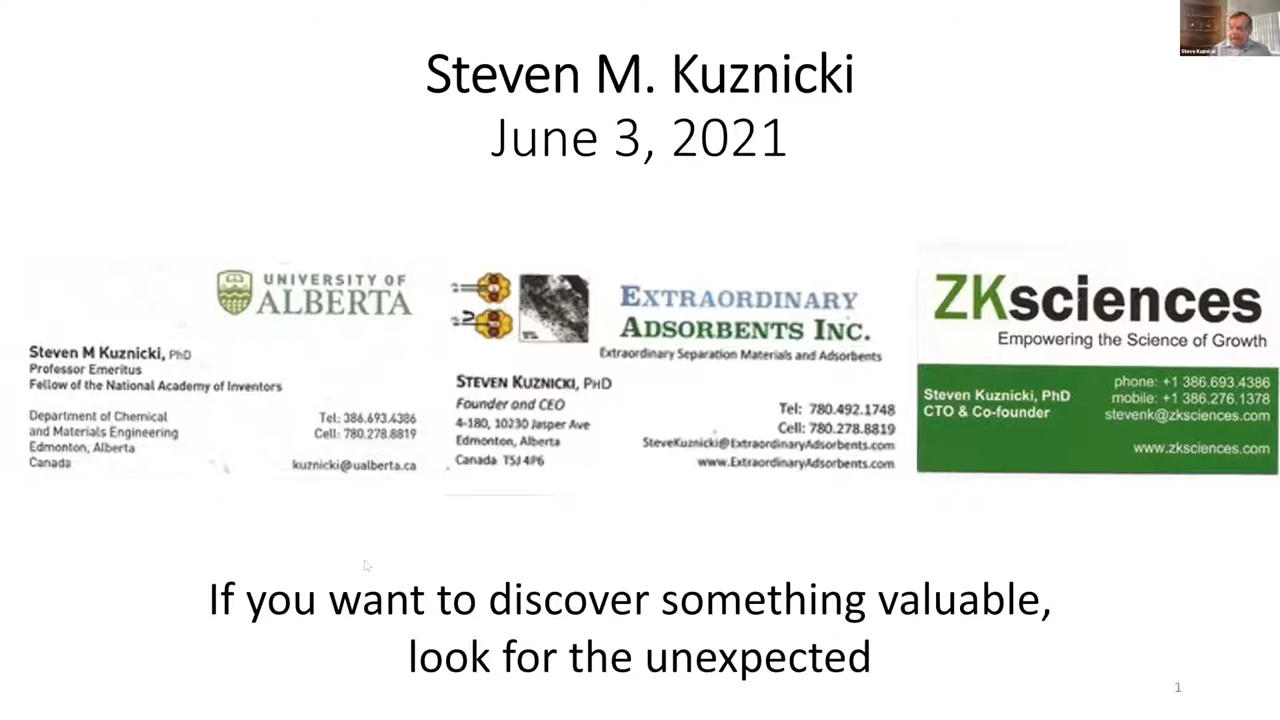 Steve Kuznicki
Steven M. Kuznicki
June 3, 2021
UNIVERSITY OF
ALBERTA
Steven M Kuznicki, PhD
Professor Emeritus
Fellow of the National Academy of Inventors
Department of Chemical
and Materials Engineering
Edmonton, Alberta
Canada
Tel: 386.693.4386
Cell: 780.278.8819
kuznicki@ualberta.ca
EXTRAORDINARY
ADSORBENTS INC.
Extraordinary Separation Materials and Adsorbents
STEVEN KUZNICKI, PHD
Founder and CEO
4-180, 10230 Jasper Ave
Edmonton, Alberta
Canada T5J 4P6
Tel: 780.492.1748
Cell: 780.278.8819
SteveKuznicki@ExtraordinaryAdsorbents.com
www.ExtraordinaryAdsorbents.com
ZKsciences
Empowering the Science of Growth
Steven Kuznicki, PhD
CTO & Co-founder
phone: +1 386.693.4386
mobile: +1 386.276.1378
stevenk@zksciences.com
www.zksciences.com
If you want to discover something valuable,
look for the unexpected
1